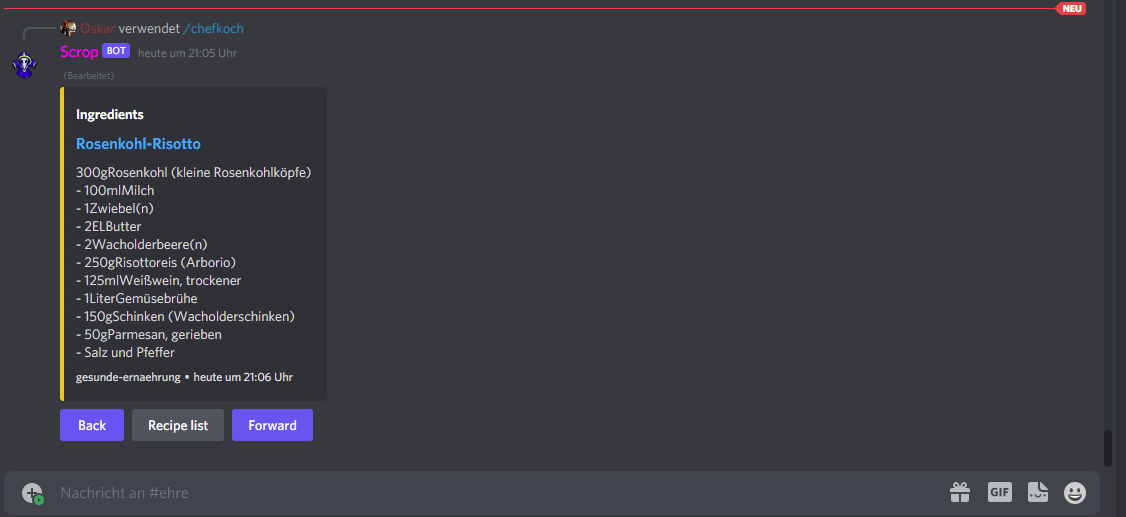 NEU
Oskar verwendet /chefkoch
Scrop BOT heute um 21:05 Uhr
(Bearbeitet)
Ingredients
Rosenkohl-Risotto
300gRosenkohl (kleine Rosenkohlköpfe)
- 100mlMilch
- 1Zwiebel(n)
- 2ELButter
- 2Wacholderbeere(n)
- 250gRisottoreis (Arborio)
- 125mlWeißwein, trockener
- 1LiterGemüsebrühe
- 150gSchinken (Wacholderschinken)
- 50gParmesan, gerieben
- Salz und Pfeffer
gesunde-ernaehrung • heute um 21:06 Uhr
Back Recipe list Forward
Nachricht an #ehre GIF